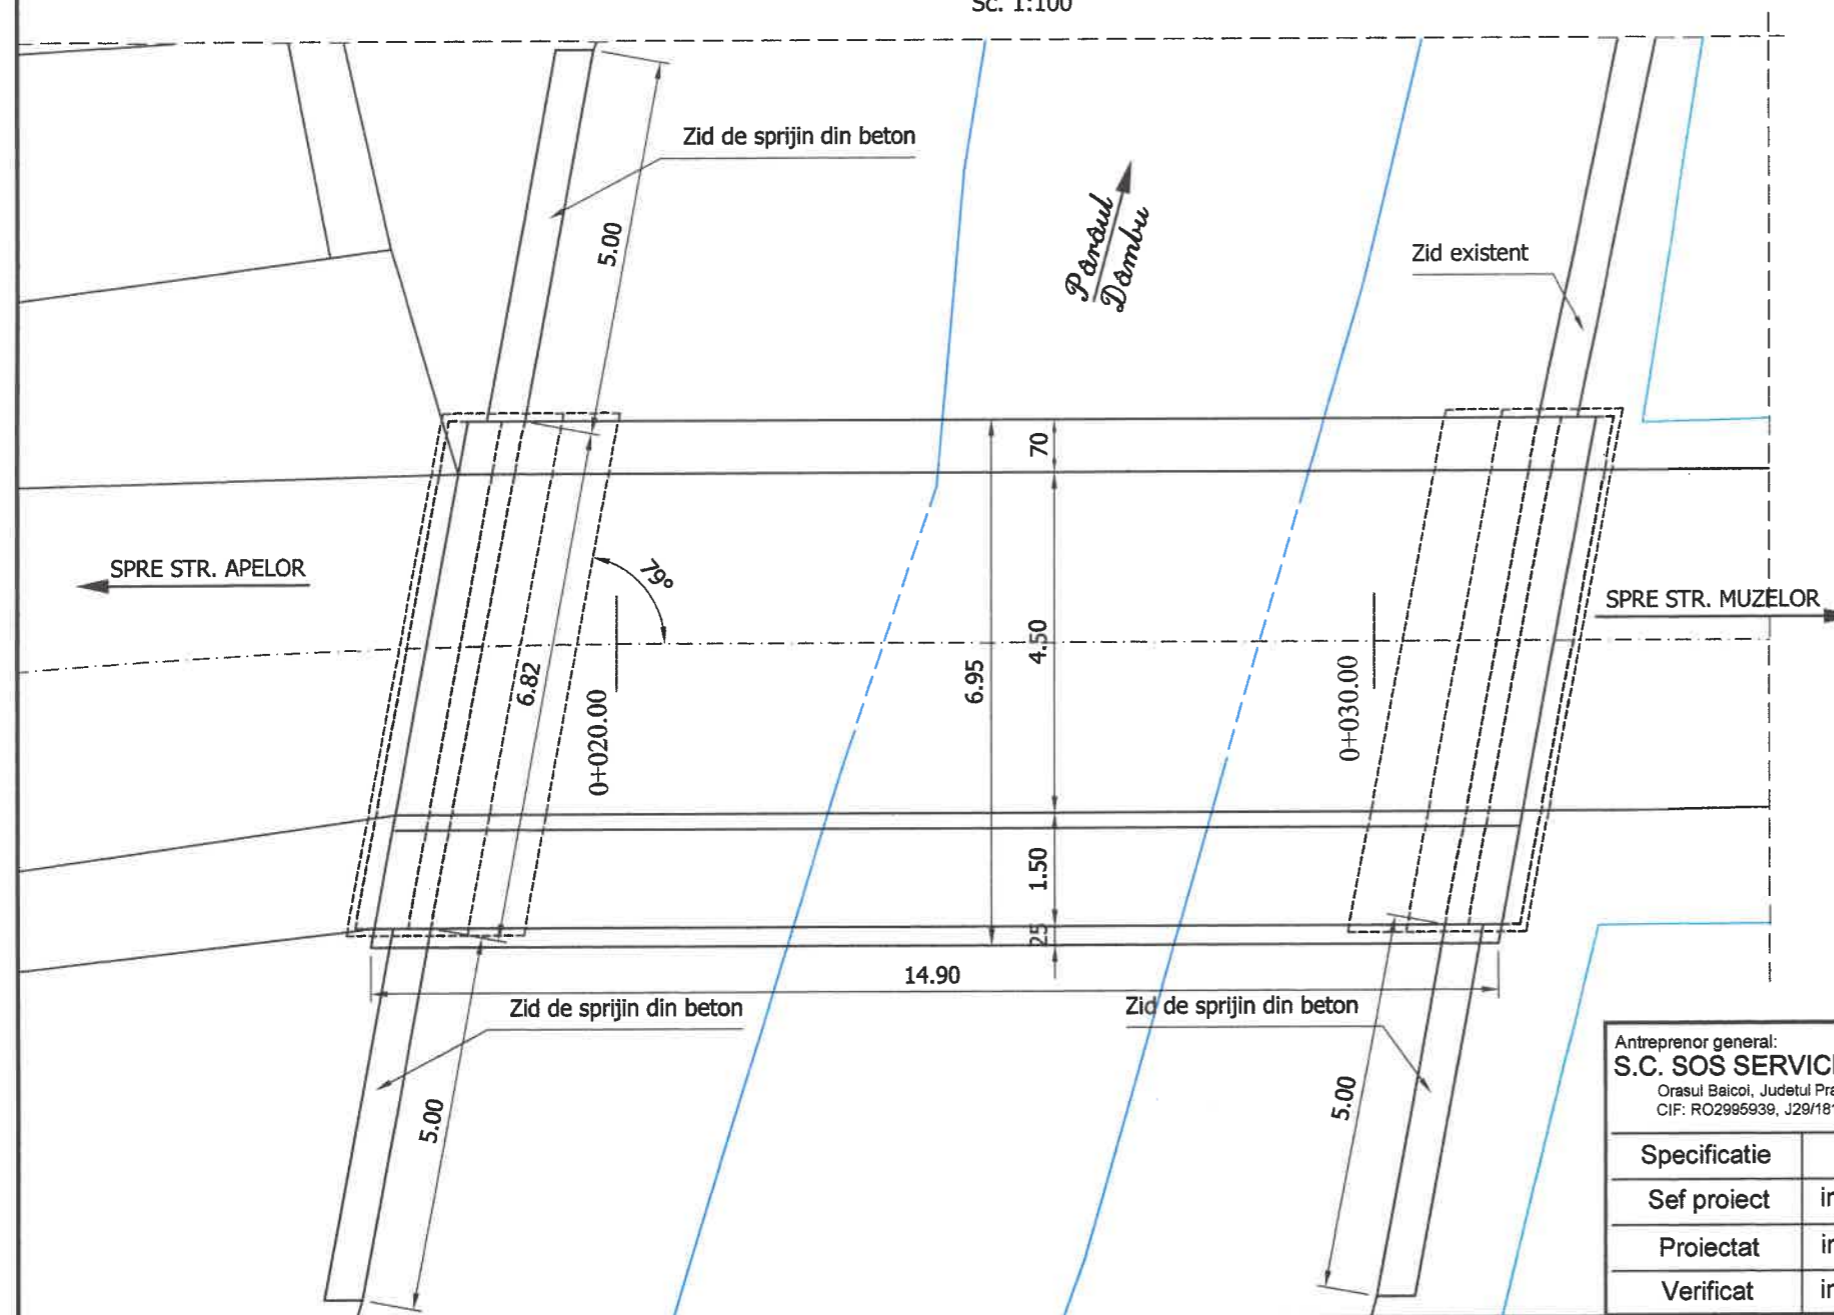 Sc. 1:100
Zid de sprijin din beton
5.00
Pârâul
Dâmbu
Zid existent
70
SPRE STR. APELOR
79°
SPRE STR. MUZELOR
4.50
6.82
6.95
0+020.00
0+030.00
1.50
25
14.90
Zid de sprijin din beton
Zid de sprijin din beton
5.00
5.00
Antreprenor general:
S.C. SOS
Orasul Baicoi, Judetul
CIF: RO2995939,
Specificatie
Sef proiect
Proiectat
Verificat